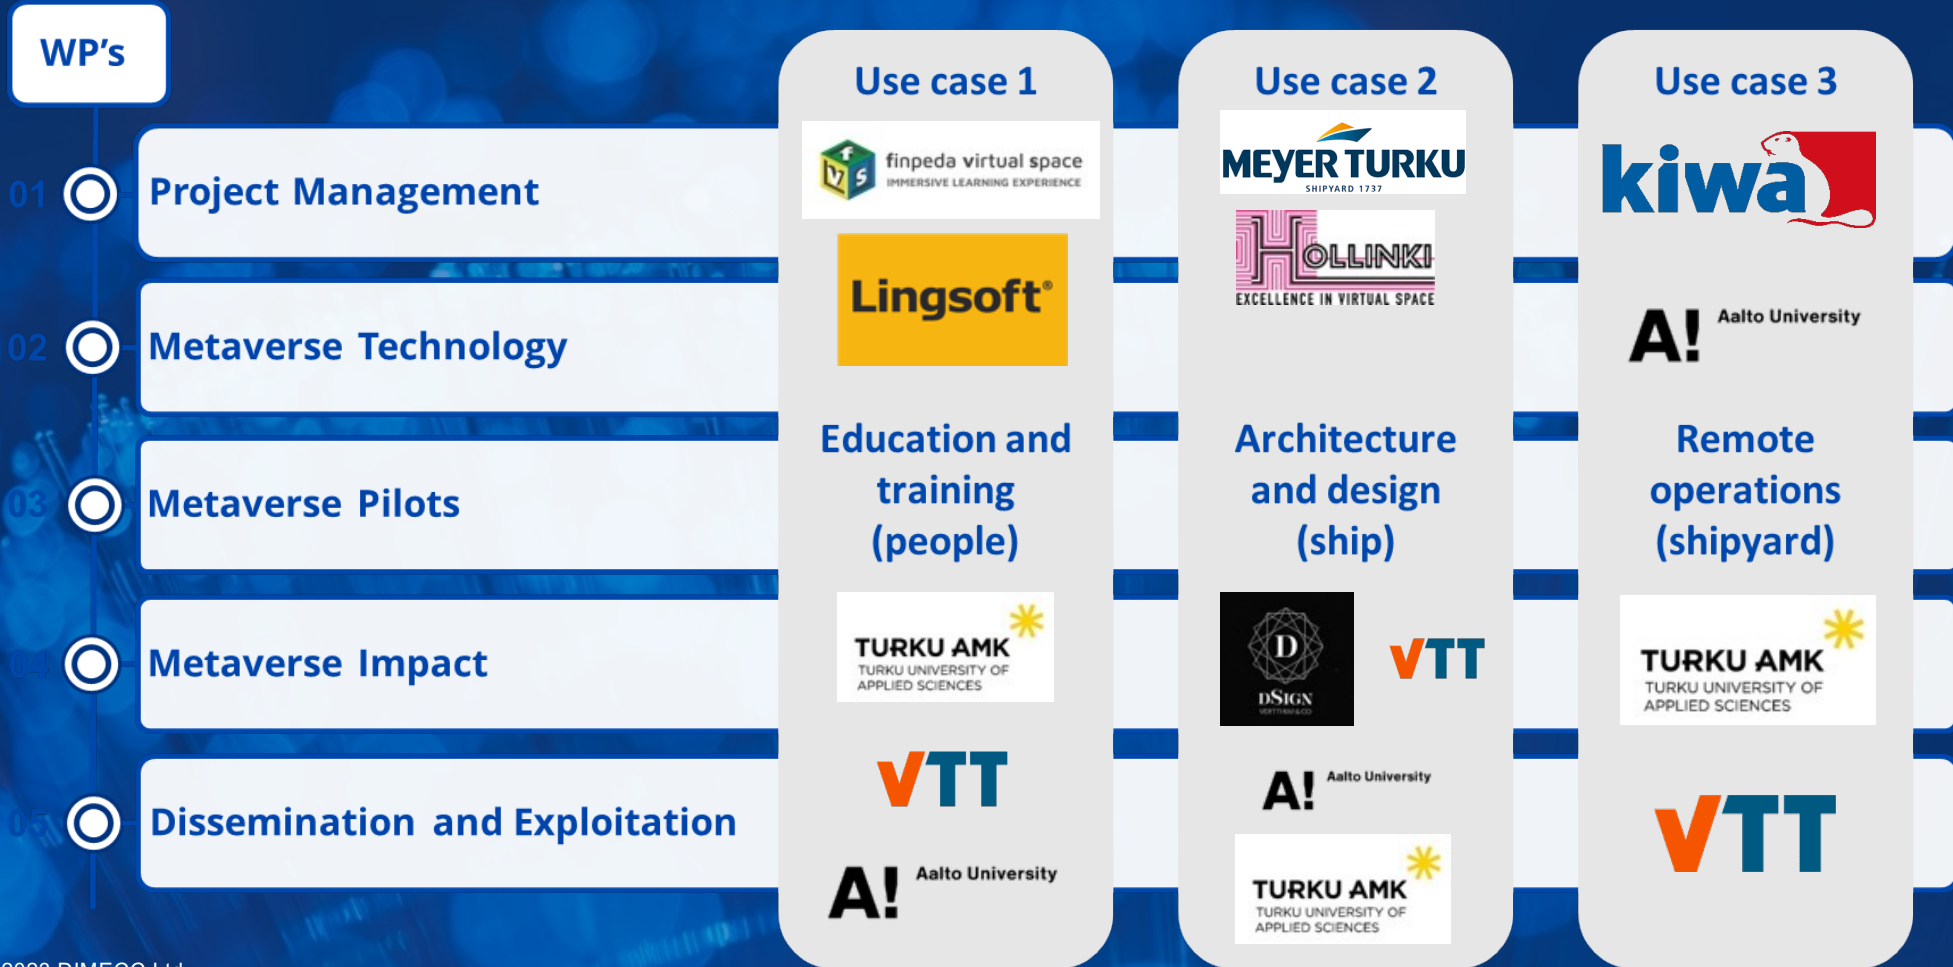 WP's
01
Project Management
02
Metaverse Technology
03
Metaverse Pilots
04
Metaverse Impact
05
Dissemination and Exploitation
Use case 1
fvs
finpeda virtual space
IMMERSIVE LEARNING EXPERIENCE
Lingsoft®
Education and
training
(people)
TURKU AMK
TURKU UNIVERSITY OF
APPLIED SCIENCES
VTT
A! Aalto University
Use case 2
MEYER TURKU
SHIPYARD 1737
HOLLINKI
EXCELLENCE IN VIRTUAL SPACE
Architecture
and design
(ship)
D
DSIGN
VTT
A! Aalto University
TURKU AMK
TURKU UNIVERSITY OF
APPLIED SCIENCES
Use case 3
kiwa
A! Aalto University
Remote
operations
(shipyard)
TURKU AMK
TURKU UNIVERSITY OF
APPLIED SCIENCES
VTT